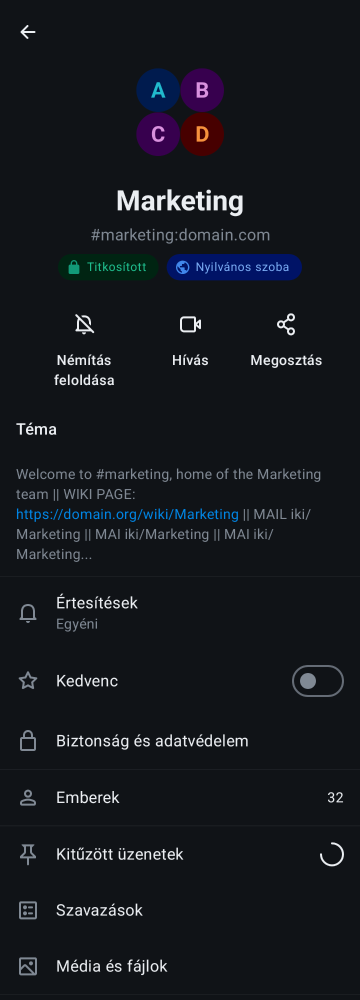 A B
C D
Marketing
#marketing:domain.com
Titkosított Nyilvános szoba
Némítás feloldása Hívás Megosztás
Téma
Welcome to #marketing, home of the Marketing
team || WIKI PAGE:
https://domain.org/wiki/Marketing || MAIL iki/
Marketing || MAI iki/Marketing || MAI iki/
Marketing...
Értesítések
Egyéni
Kedvenc
Biztonság és adatvédelem
Emberek 32
Kitűzött üzenetek
Szavazások
Média és fájlok